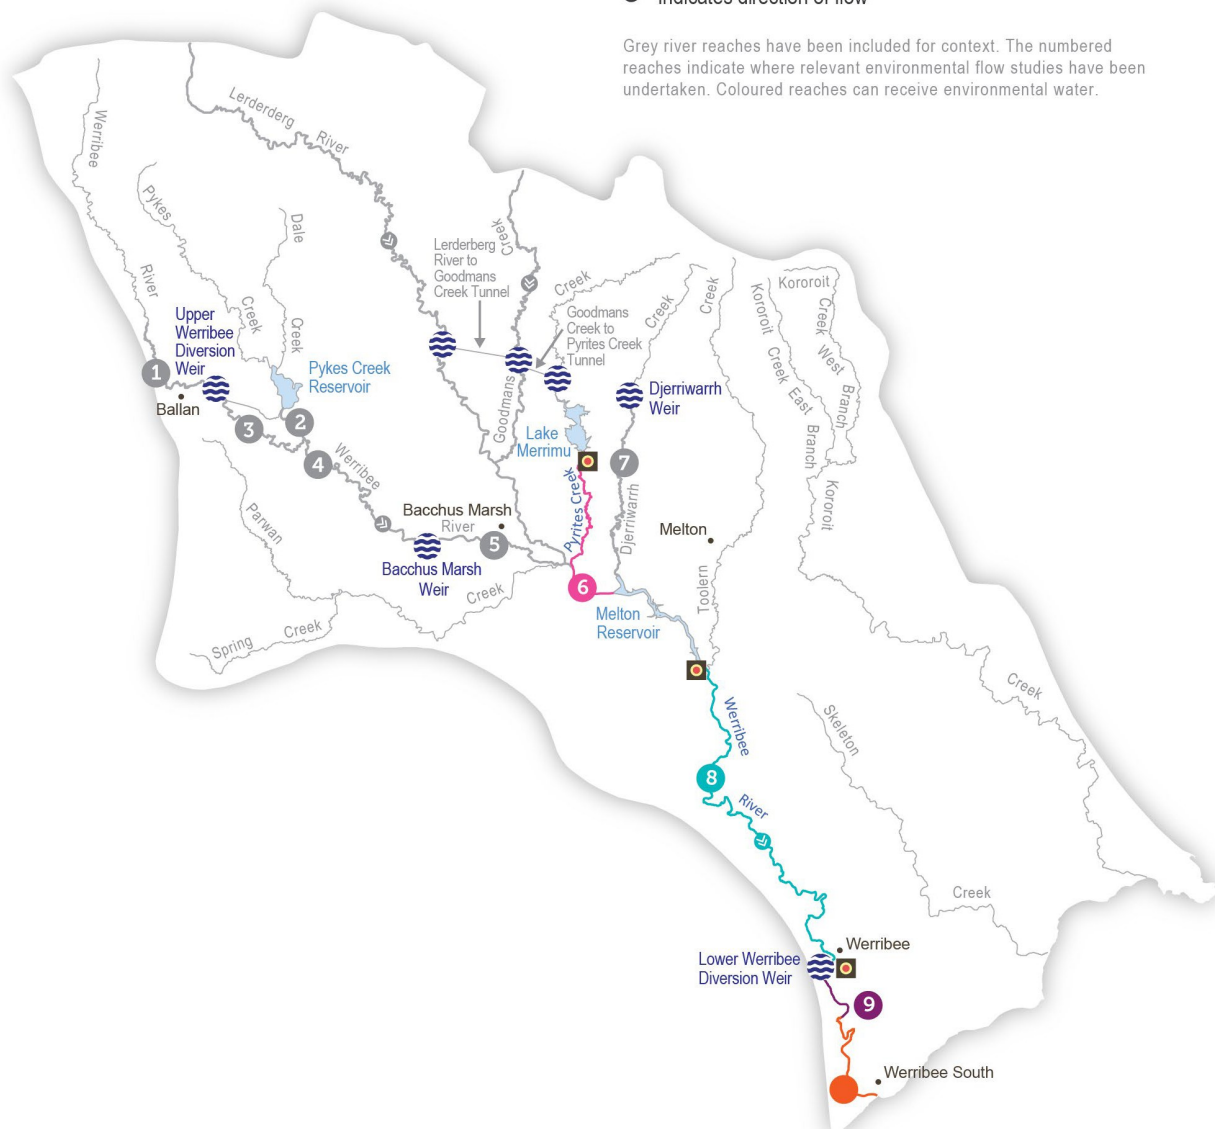 Indicates direction of flow
Grey river reaches have been included for context. The numbered
reaches indicate where relevant environmental flow studies have been
undertaken. Coloured reaches can receive environmental water.
Werribee
River
Lerderderg
River
Pykes
Creek
Dale
Creek
Lerderberg
River to
Goodmans
Creek Tunnel
Creek
Goodmans
Creek
Goodmans
Creek to
Pyrites Creek
Tunnel
Creek
Creek
Kororoit
Creek
West
Branch
Kororoit
Creek
East
Branch
Kororoit
Upper
Werribee
Diversion
Weir
1
Ballan
Pykes Creek
Reservoir
2
3
4
Werribee
Djerriwarrh
Weir
Lake
Merrimu
7
Pyrites Creek
Djerriwarrh
Parwan
Bacchus Marsh
River
5
Bacchus Marsh
Weir
Creek
6
Melton
Toolern
Melton
Reservoir
Spring
Creek
Creek
Werribee
Skeleton
8
River
Creek
Werribee
Lower Werribee
Diversion Weir
9
Werribee South